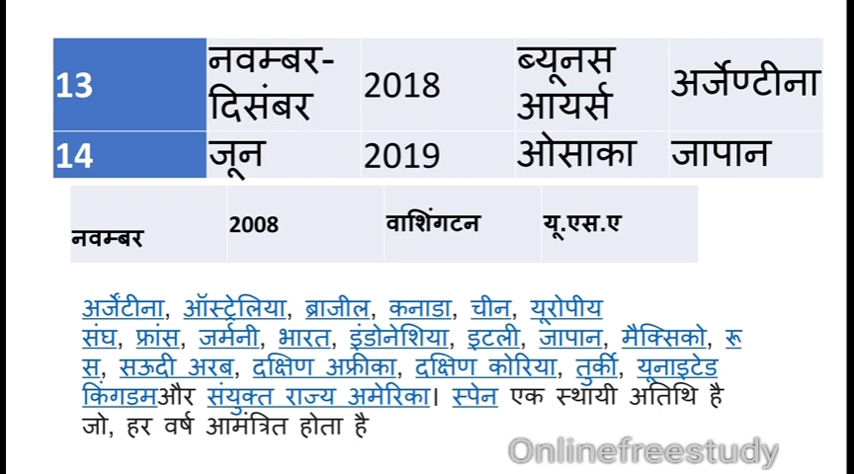 13 नवम्बर- 2018 ब्यूनस अर्जेण्टीना
दिसंबर आयर्स
14 जून 2019 ओसाका जापान
नवम्बर 2008 वाशिंगटन यू.एस.ए
अर्जेंटीना, ऑस्ट्रेलिया, ब्राजील, कनाडा, चीन, यूरोपीय
संघ, फ्रांस, जर्मनी, भारत, इंडोनेशिया, इटली, जापान, मैक्सिको, रू
स, सऊदी अरब, दक्षिण अफ्रीका, दक्षिण कोरिया, तुर्की, यूनाइटेड
किंगडमऔर संयुक्त राज्य अमेरिका। स्पेन एक स्थायी अतिथि है
जो, हर वर्ष आमंत्रित होता है
Onlinefreestudy